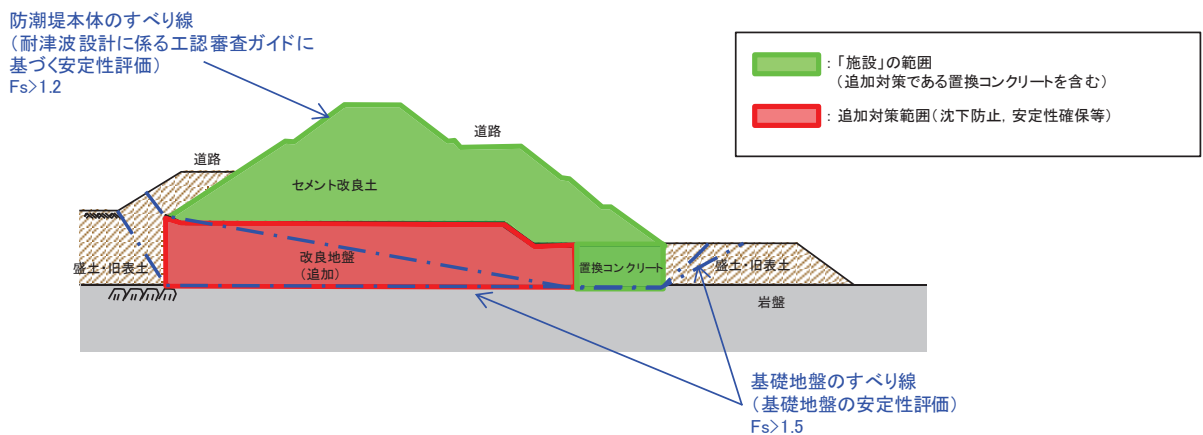 防潮堤本体のすべり線
（耐津波設計に係る工認審査ガイドに
基づく安定性評価）
Fs>1.2
：「施設」の範囲
（追加対策である置換コンクリートを含む）
：追加対策範囲（沈下防止，安定性確保等）
道路
道路
セメント改良土
改良地盤
（追加）
置換コンクリート
盛土・旧表土
盛土・旧表土
岩盤
基礎地盤のすべり線
（基礎地盤の安定性評価）
Fs>1.5